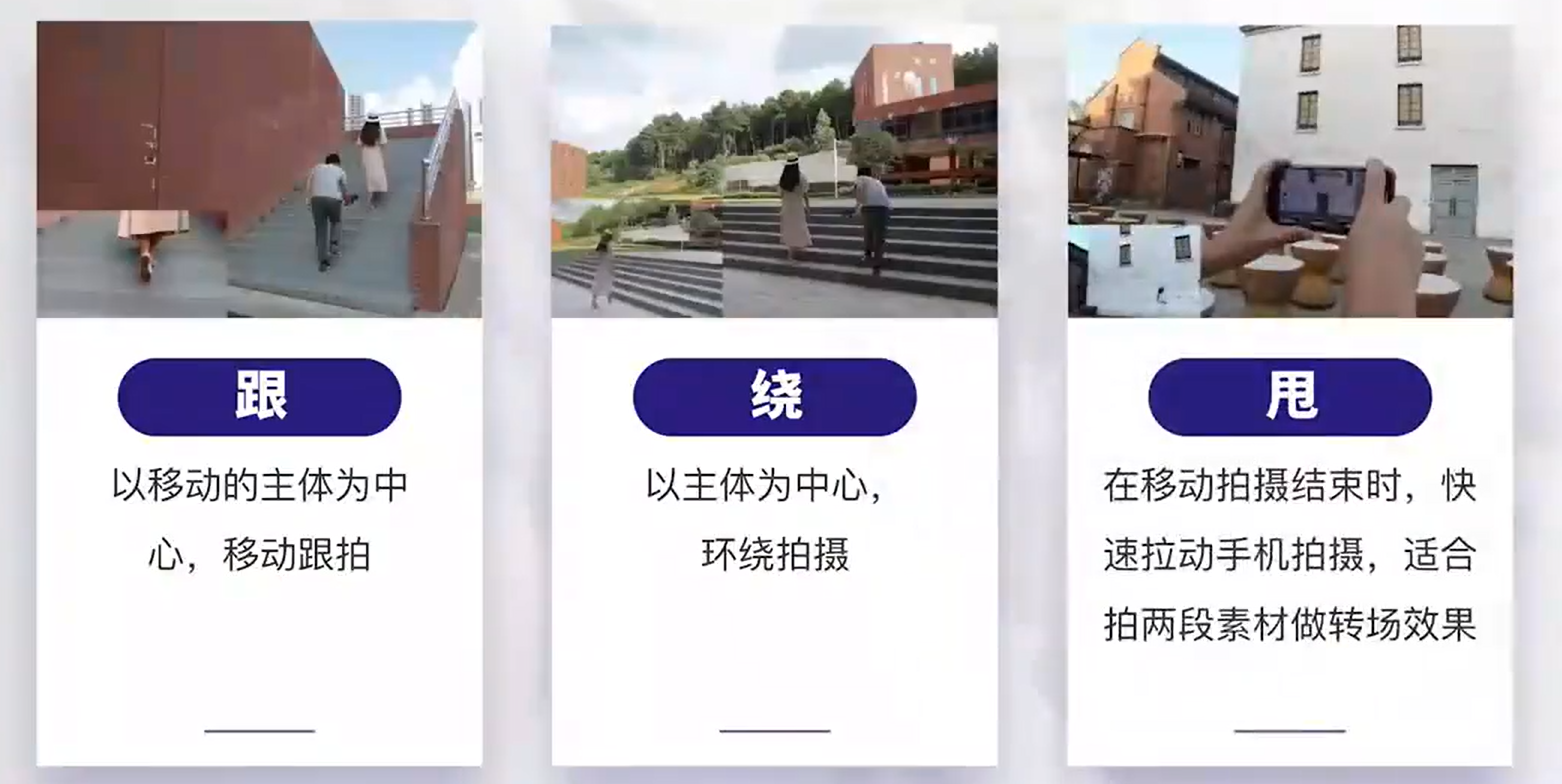 跟
以移动的主体为中
心，移动跟拍
绕
以主体为中心，
环绕拍摄
甩
在移动拍摄结束时，快
速拉动手机拍摄，适合
拍两段素材做转场效果